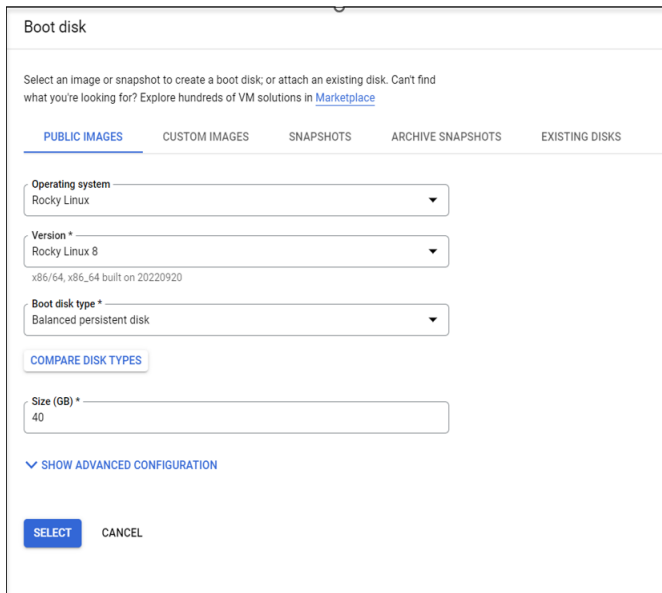 Boot disk
Select an image or snapshot to create a boot disk; or attach an existing disk. Can't find
what you're looking for? Explore hundreds of VM solutions in Marketplace
PUBLIC IMAGES CUSTOM IMAGES SNAPSHOTS ARCHIVE SNAPSHOTS EXISTING DISKS
Operating system
Rocky Linux
Version *
Rocky Linux 8
x86/64, x86_64 built on 20220920
Boot disk type *
Balanced persistent disk
COMPARE DISK TYPES
Size (GB) *
40
SHOW ADVANCED CONFIGURATION
SELECT CANCEL